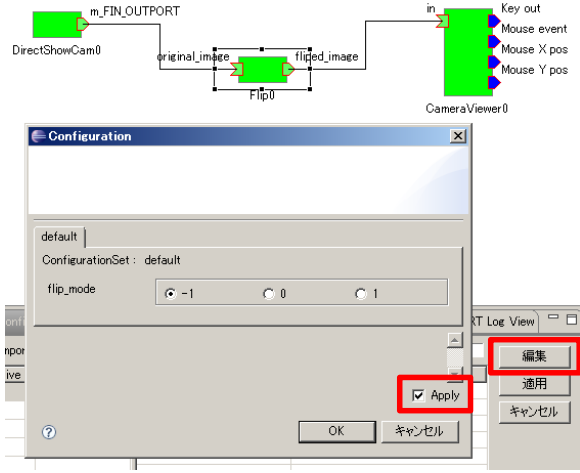 m_FIN_OUTPORT
in
Key out
Mouse event
Mouse X pos
Mouse Y pos
DirectShowCam0
original_image
fliped_image
Flip0
CameraViewer0
Configuration
default
ConfigurationSet : default
flip_mode
-1
0
1
RT Log View
編集
適用
キャンセル
Apply
OK
キャンセル